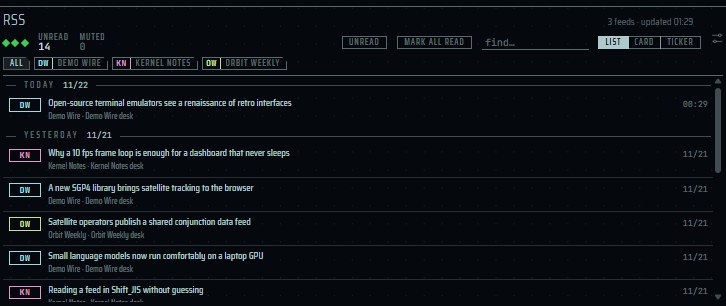 RSS
3 feeds · updated 01:29
UNREAD MUTED
14 0
UNREAD MARK ALL READ find… LIST CARD TICKER
ALL DW DEMO WIRE KN KERNEL NOTES OW ORBIT WEEKLY
TODAY 11/22
DW Open-source terminal emulators see a renaissance of retro interfaces 00:29
Demo Wire · Demo Wire desk
YESTERDAY 11/21
KN Why a 10 fps frame loop is enough for a dashboard that never sleeps 11/21
Kernel Notes · Kernel Notes desk
DW A new SGP4 library brings satellite tracking to the browser 11/21
Demo Wire · Demo Wire desk
OW Satellite operators publish a shared conjunction data feed 11/21
Orbit Weekly · Orbit Weekly desk
DW Small language models now run comfortably on a laptop GPU 11/21
Demo Wire · Demo Wire desk
KN Reading a feed in Shift_JIS without guessing 11/21
Kernel Notes · Kernel Notes desk